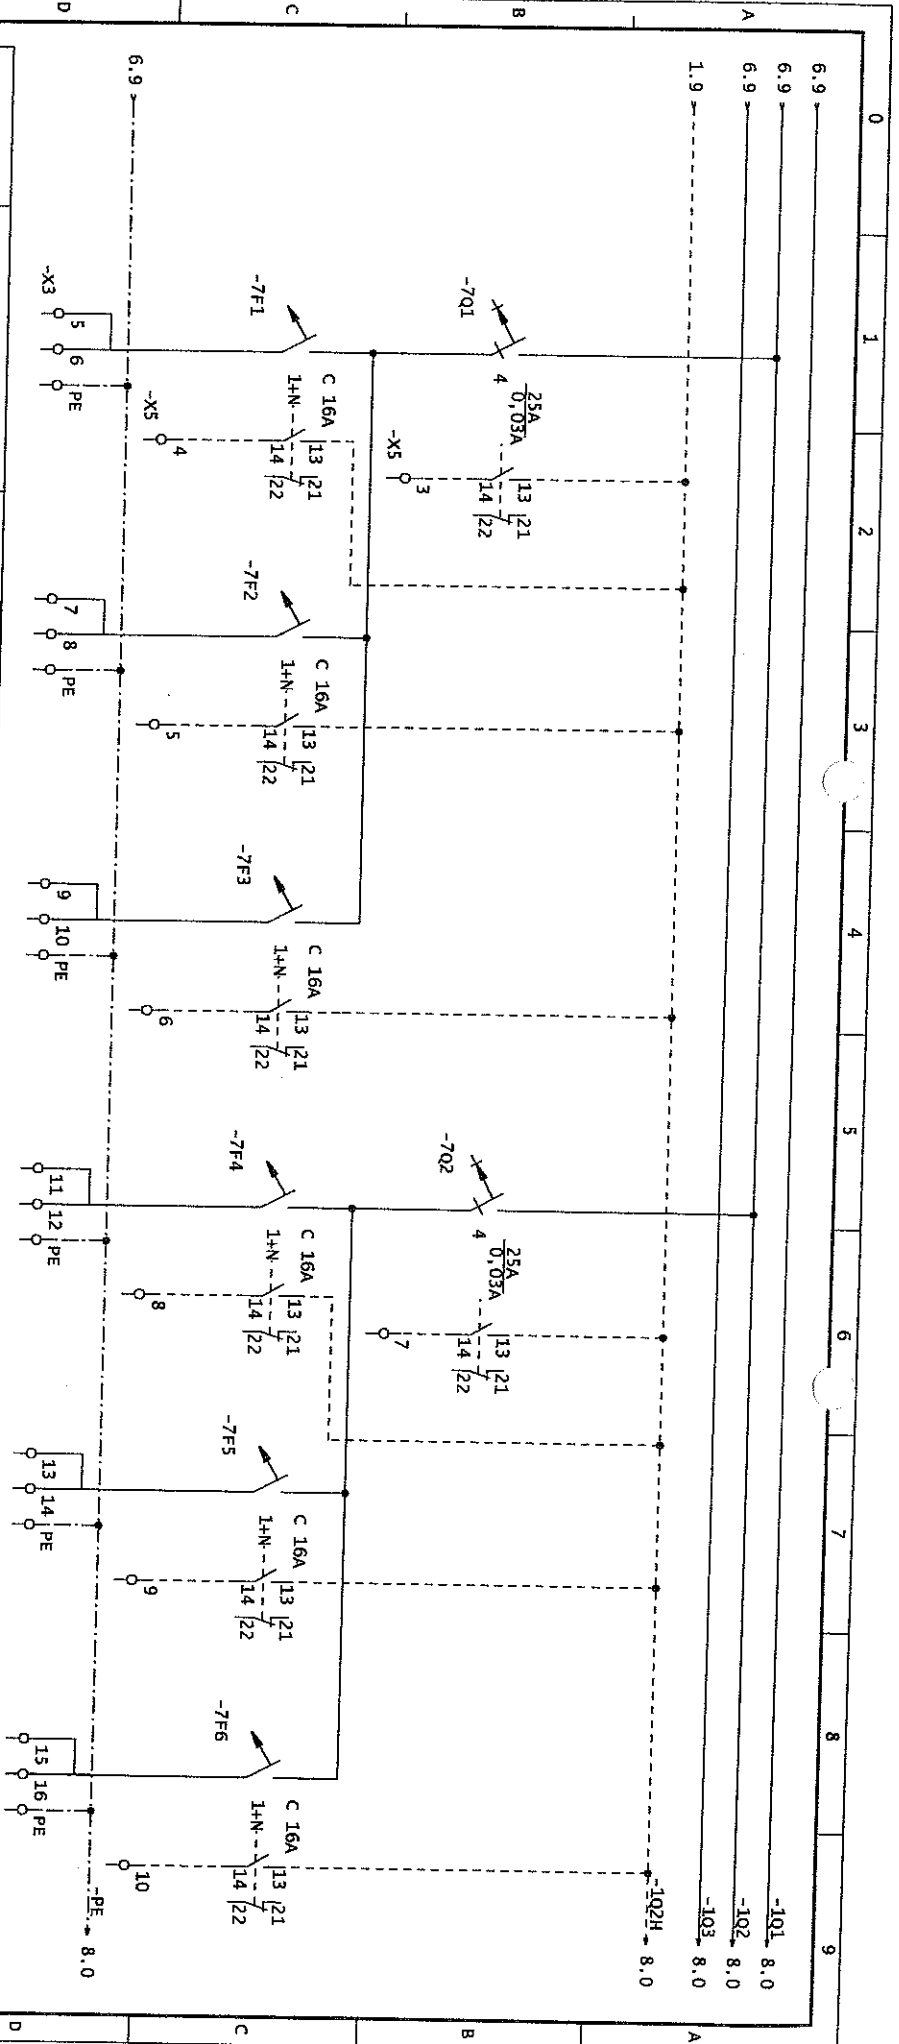 0 1 2 3 4 5 6 7 8 9
A
B
C
D
A
B
C
D
6.9
6.9
6.9
1.9
6.9
-1Q1 8.0
-1Q2 8.0
-1Q3 8.0
-1Q2H 8.0
-PE 8.0
-7Q1
4
25A
0,03A
13 21
14 22
-X5
3
-7Q2
4
25A
0,03A
13 21
14 22
7
-7F1
C 16A
1+N
13 21
14 22
-X5
4
-7F2
C 16A
1+N
13 21
14 22
5
-7F3
C 16A
1+N
13 21
14 22
6
-7F4
C 16A
1+N
13 21
14 22
8
-7F5
C 16A
1+N
13 21
14 22
9
-7F6
C 16A
1+N
13 21
14 22
10
-X3
5 6 PE
7 8 PE
9 10 PE
11 12 PE
13 14 PE
15 16 PE